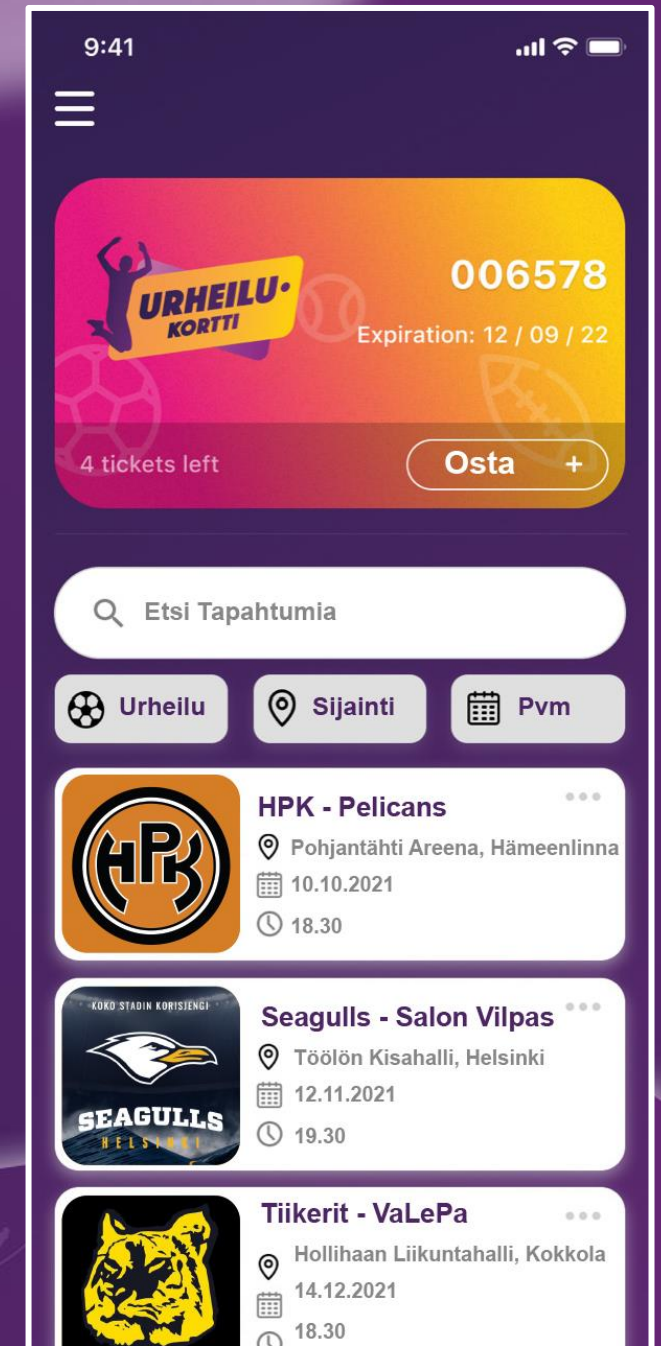 9:41
URHEILU·
KORTTI
006578
Expiration: 12 / 09 / 22
4 tickets left
Osta +
Etsi Tapahtumia
Urheilu
Sijainti
Pvm
HPK
HPK - Pelicans
Pohjantähti Areena, Hämeenlinna
10.10.2021
18.30
KOKO STADIN KORISJENGI
SEAGULLS
HELSINKI
Seagulls - Salon Vilpas
Töölön Kisahalli, Helsinki
12.11.2021
19.30
Tiikerit - VaLePa
Hollihaan Liikuntahalli, Kokkola
14.12.2021
18.30